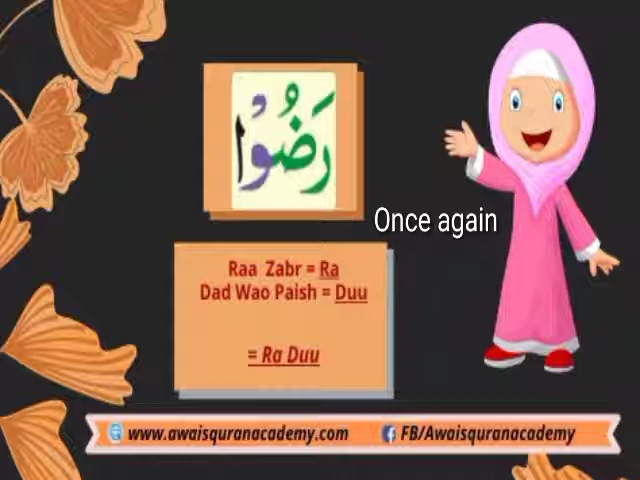 رَضُوْا
Once again
Raa Zabr = Ra
Dad Wao Paish = Duu
= Ra Duu
www.awaisquranacademy.com
FB/Awaisquranacademy